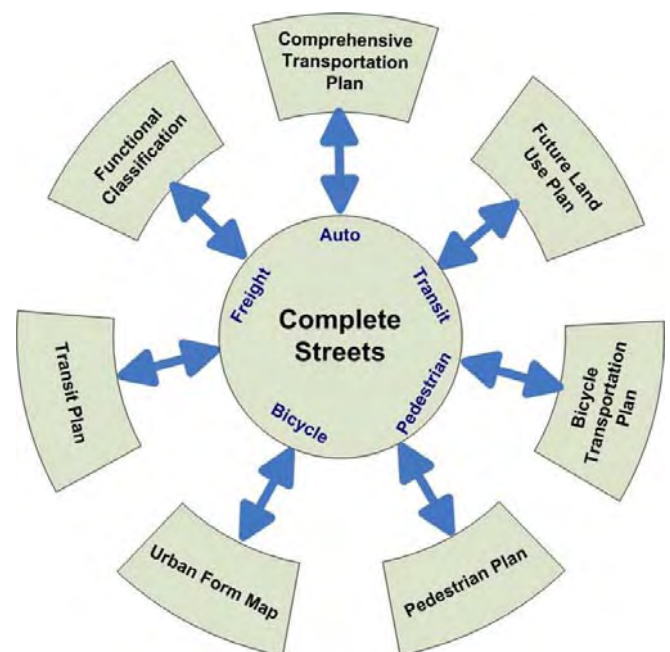 Comprehensive
Transportation
Plan
Functional
Classification
Future Land
Use Plan
Auto
Freight
Transit
Complete
Streets
Bicycle
Pedestrian
Transit Plan
Bicycle
Transportation
Plan
Urban Form Map
Pedestrian Plan